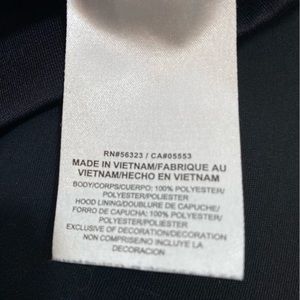 RN#56323 / CA#05553
MADE IN VIETNAM/FABRIQUE AU
VIETNAM/HECHO EN VIETNAM
BODY/CORPS/CUERPO: 100% POLYESTER/
POLYESTER/POLIESTER
HOOD LINING/DOUBLURE DE CAPUCHE/
FORRO DE CAPUCHA: 100% POLYESTER/
POLYESTER/POLIESTER
EXCLUSIVE OF DECORATION/DECORATION
NON COMPRISE/NO INCLUYE LA
DECORACION